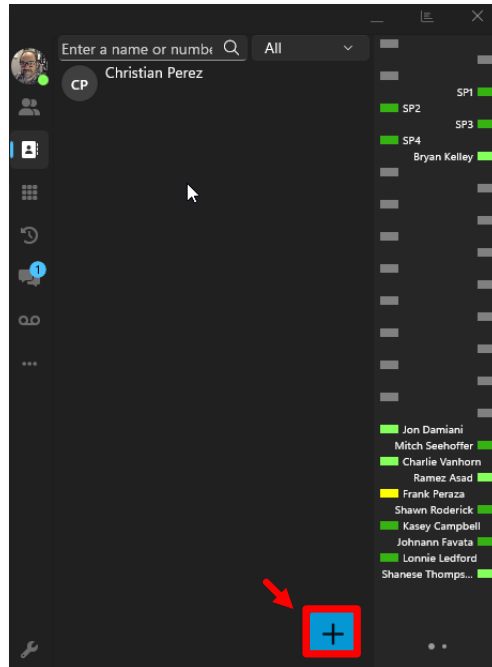 Enter a name or numbe
All
CP
Christian Perez
1
SP1
SP2
SP3
SP4
Bryan Kelley
Jon Damiani
Mitch Seehoffer
Charlie Vanhorn
Ramez Asad
Frank Peraza
Shawn Roderick
Kasey Campbell
Johnann Favata
Lonnie Ledford
Shanese Thomps...